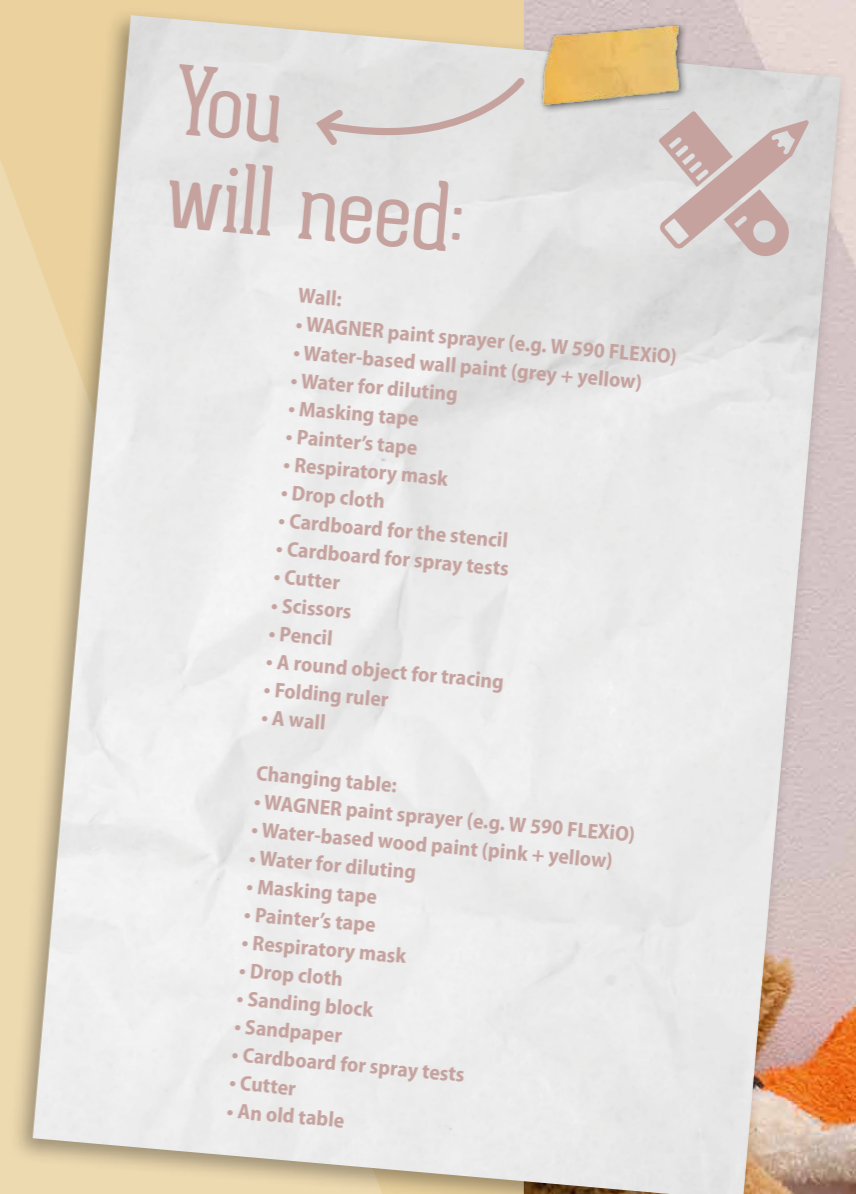 You
will need:
Wall:
• WAGNER paint sprayer (e.g. W 590 FLEXiO)
• Water-based wall paint (grey + yellow)
• Water for diluting
• Masking tape
• Painter’s tape
• Respiratory mask
• Drop cloth
• Cardboard for the stencil
• Cardboard for spray tests
• Cutter
• Scissors
• Pencil
• A round object for tracing
• Folding ruler
• A wall
Changing table:
• WAGNER paint sprayer (e.g. W 590 FLEXiO)
• Water-based wood paint (pink + yellow)
• Water for diluting
• Masking tape
• Painter’s tape
• Respiratory mask
• Drop cloth
• Sanding block
• Sandpaper
• Cardboard for spray tests
• Cutter
• An old table